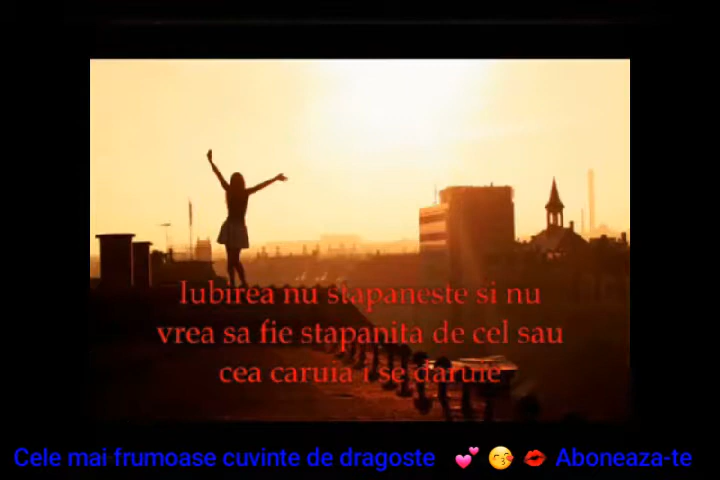 Iubirea nu stapaneste si nu
vrea sa fie stapanita de cel sau
cea caruia i se daruie
Cele mai frumoase cuvinte de dragoste 💕 😚 💋 Aboneaza-te